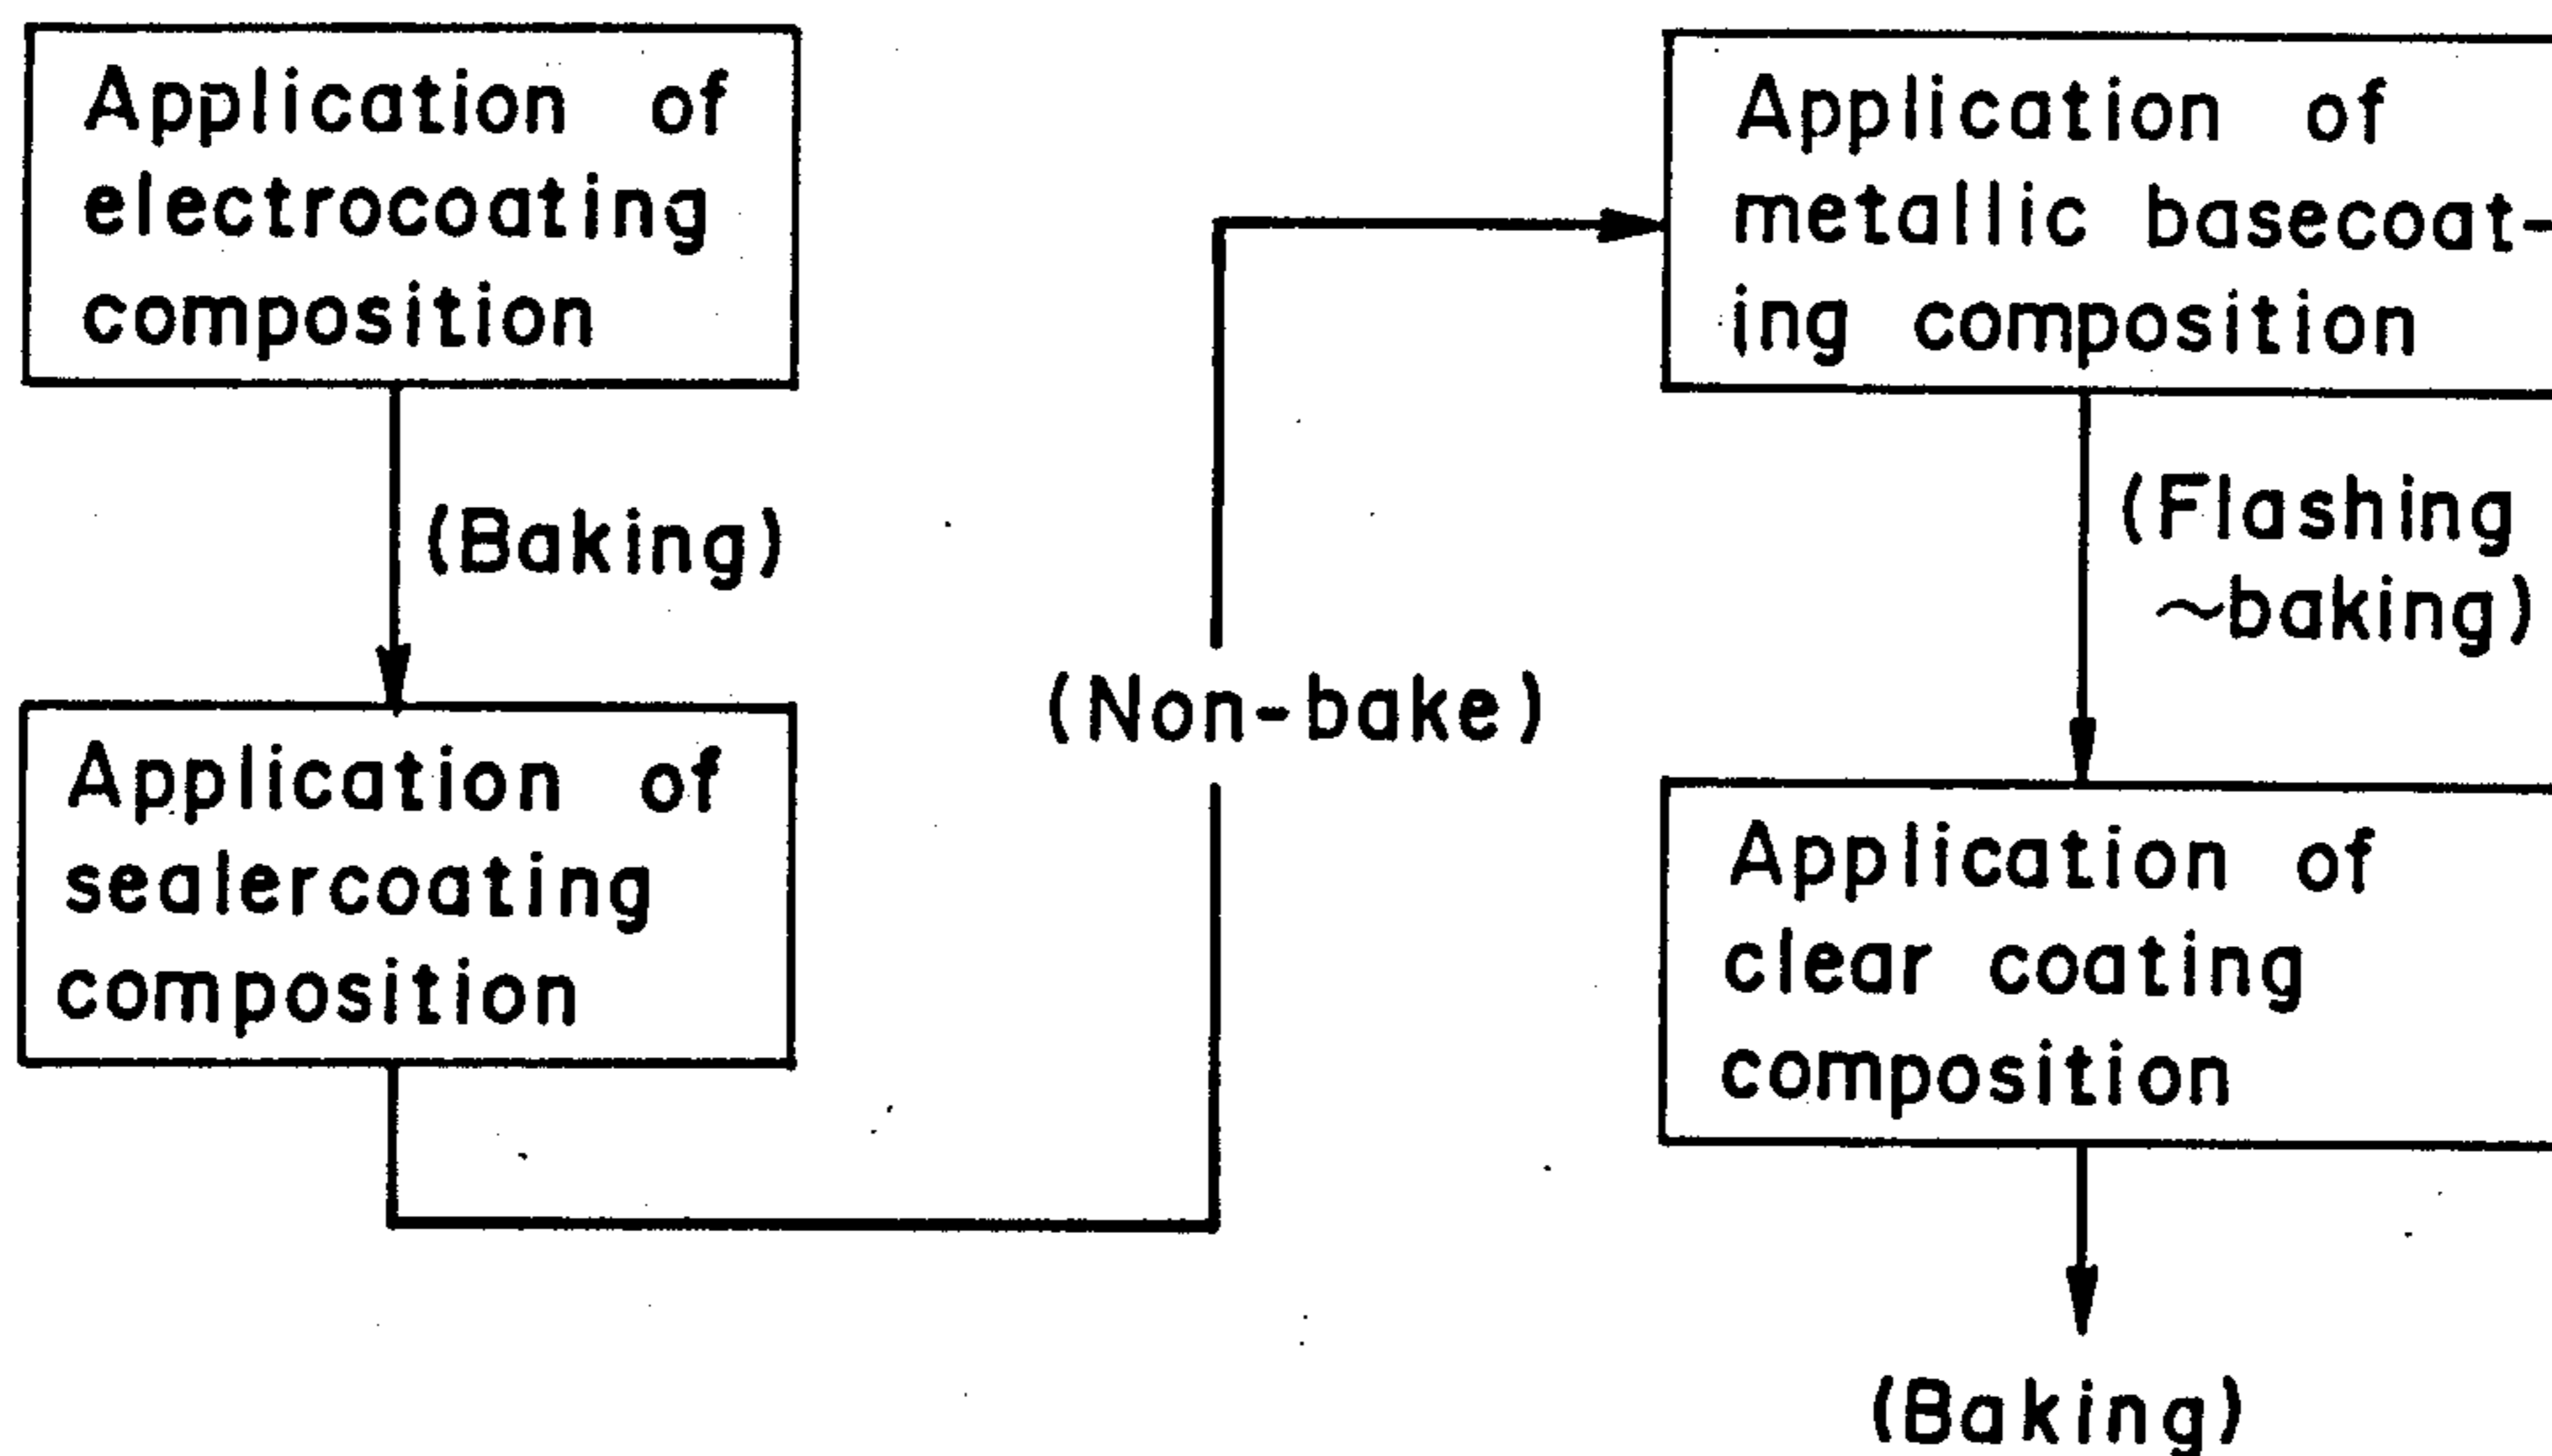 Application of
electrocoating
composition
(Baking)
Application of
sealercoating
composition
(Non-bake)
Application of
metallic basecoat-
ing composition
(Flashing
~baking)
Application of
clear coating
composition
(Baking)